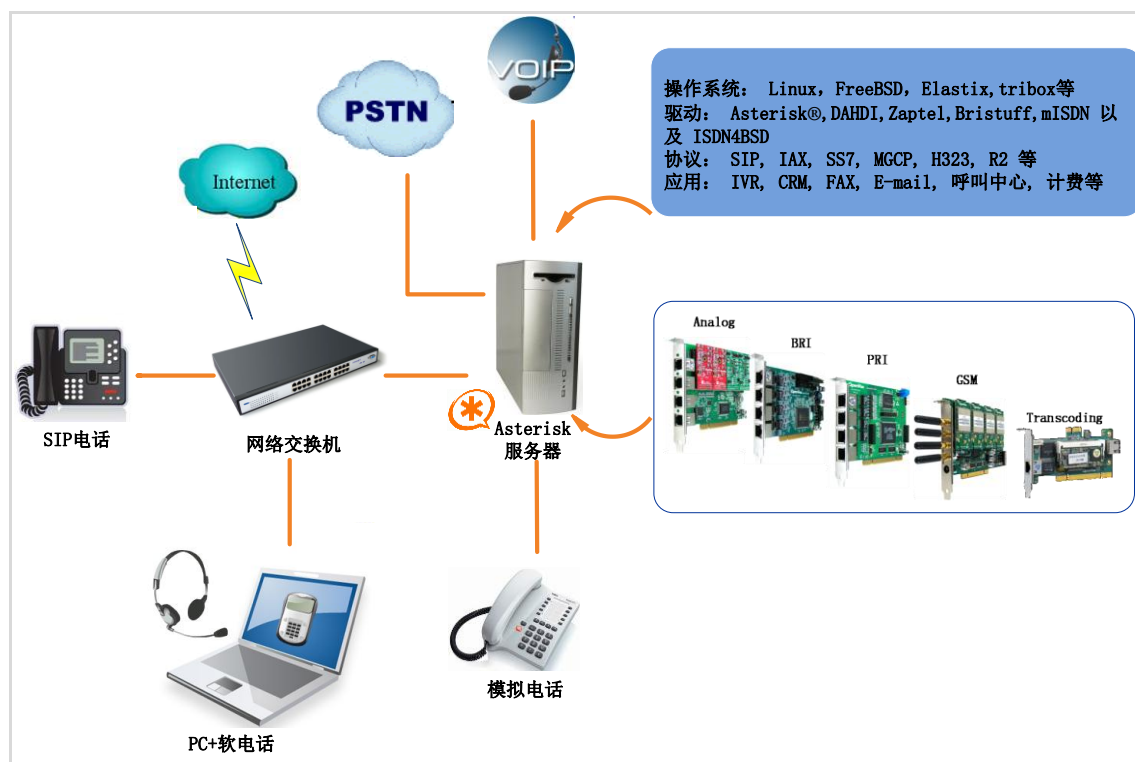 VOIP
PSTN
Internet
操作系统： Linux，FreeBSD，Elastix,tribox等
驱动： Asterisk®,DAHDI,Zaptel,Bristuff,mISDN 以
及 ISDN4BSD
协议： SIP, IAX, SS7, MGCP, H323, R2 等
应用： IVR, CRM, FAX, E-mail, 呼叫中心, 计费等
Analog
BRI
PRI
GSM
Transcoding
SIP电话
网络交换机
Asterisk
服务器
PC+软电话
模拟电话